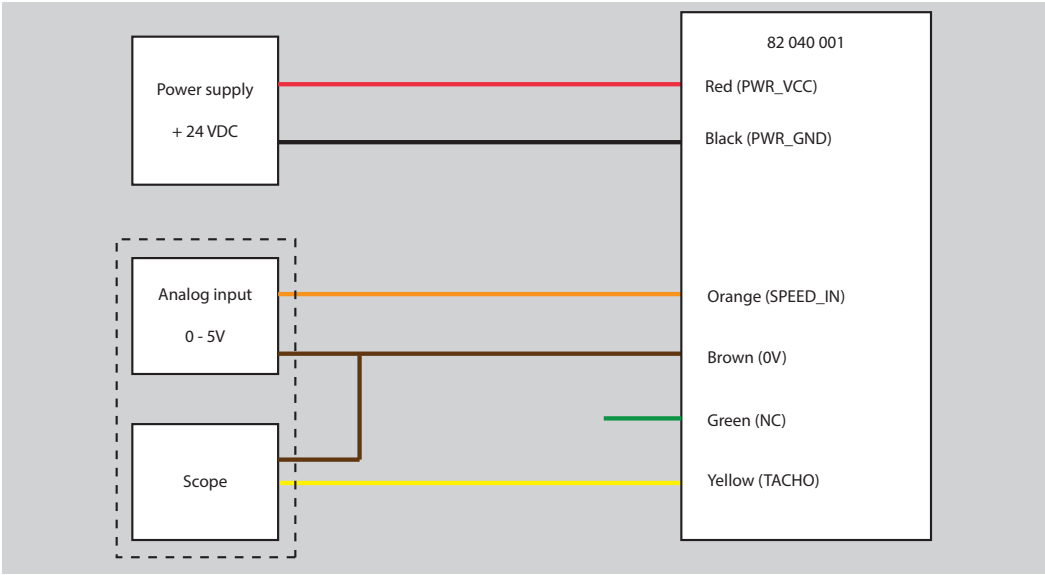 82 040 001
Power supply
+ 24 VDC
Red (PWR_VCC)
Black (PWR_GND)
Analog input
0 - 5V
Orange (SPEED_IN)
Brown (0V)
Green (NC)
Scope
Yellow (TACHO)